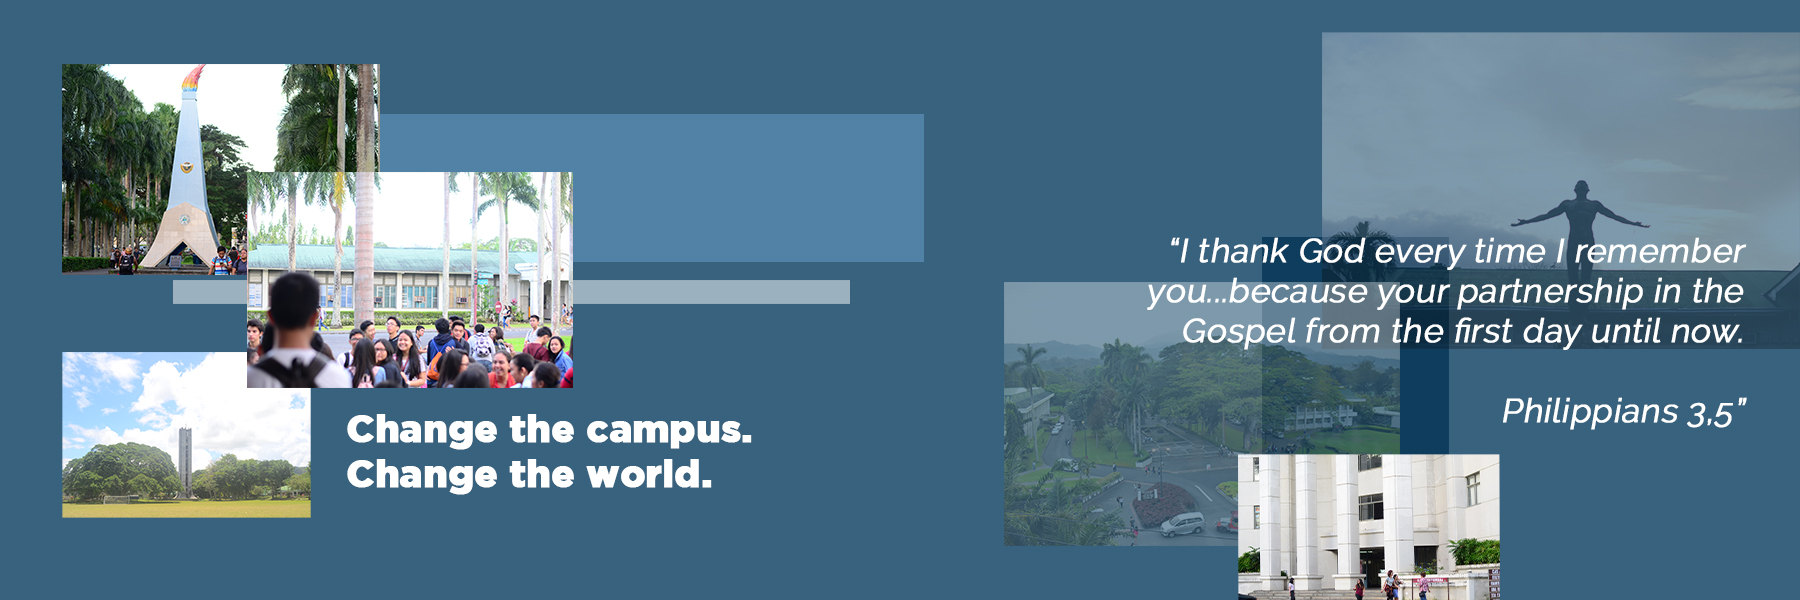 Change the campus.
Change the world.
“I thank God every time I remember
you...because your partnership in the
Gospel from the first day until now.
Philippians 3,5”